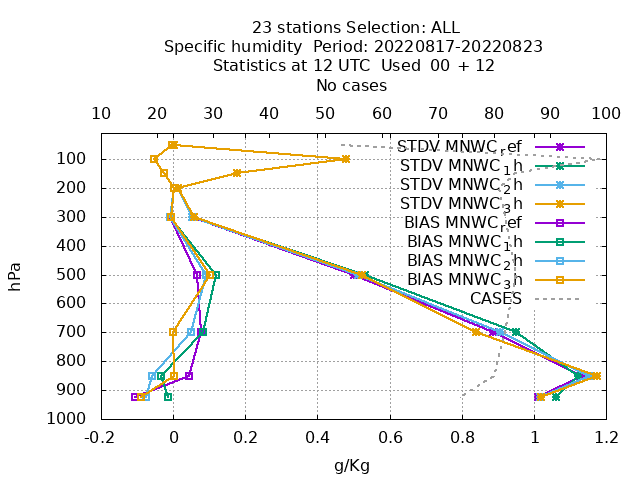 23 stations Selection: ALL
Specific humidity  Period: 20220817-20220823
Statistics at 12 UTC  Used  00 + 12
No cases
10 20 30 40 50 60 70 80 90 100
STDV MNWC_ref
STDV MNWC_1h
STDV MNWC_2h
STDV MNWC_3h
BIAS MNWC_ref
BIAS MNWC_1h
BIAS MNWC_2h
BIAS MNWC_3h
CASES
100
200
300
400
500
600
700
800
900
1000
hPa
-0.2 0 0.2 0.4 0.6 0.8 1 1.2
g/Kg